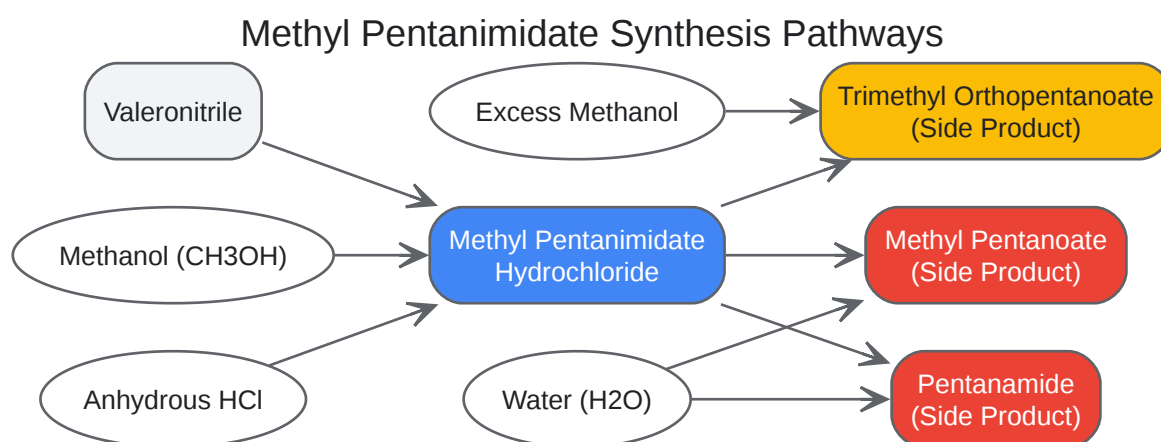 Methyl Pentanimidate Synthesis Pathways
Valeronitrile
Excess Methanol
Trimethyl Orthopentanoate
(Side Product)
Methanol (CH3OH)
Methyl Pentanimidate
Hydrochloride
Methyl Pentanoate
(Side Product)
Anhydrous HCl
Water (H2O)
Pentanamide
(Side Product)